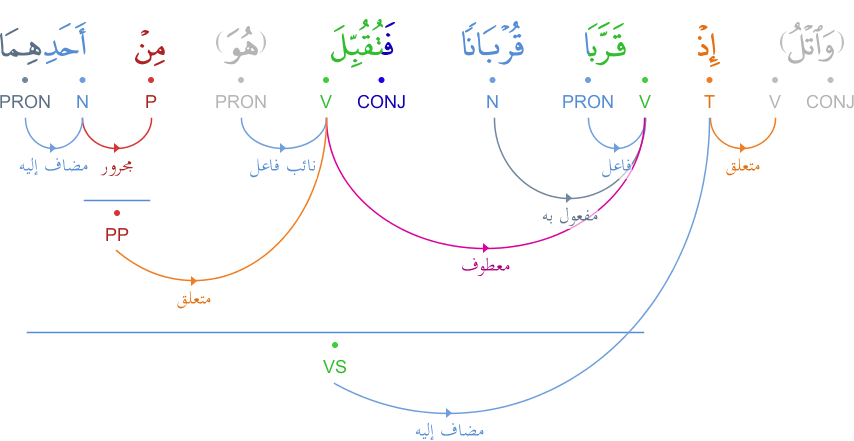 (وَٱتْلُ) إِذْ قَرَّبَا قُرْبَانًا فَتُقُبِّلَ (هُوَ) مِنْ أَحَدِهِمَا
PRON N P PRON V CONJ N PRON V T V CONJ
متعلق فاعل نائب فاعل مجرور مضاف إليه
مفعول به
PP
معطوف
متعلق
VS
مضاف إليه